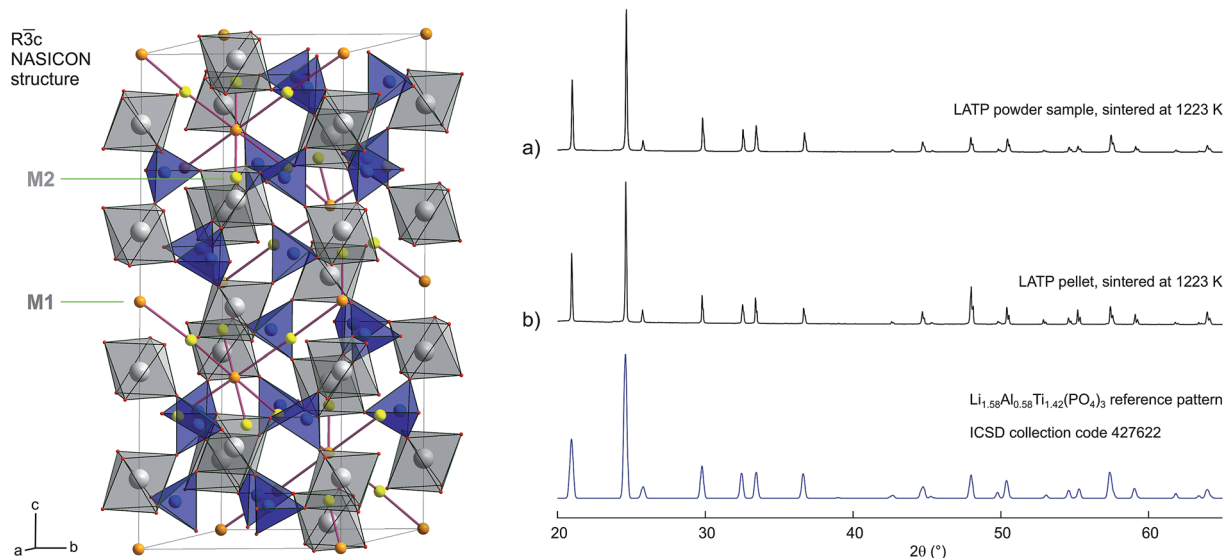 R3̅c
NASICON
structure
M2
M1
c
a
b
a)
LATP powder sample, sintered at 1223 K
b)
LATP pellet, sintered at 1223 K
Li₁.₅₈Al₀.₅₈Ti₁.₄₂(PO₄)₃ reference pattern
ICSD collection code 427622
20 30 40 50 60
2θ (°)